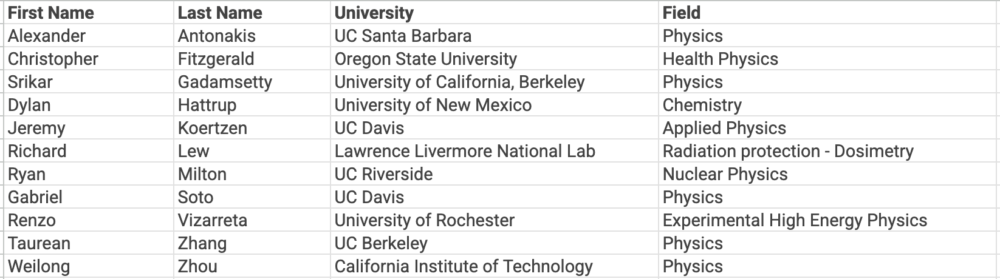 First Name Last Name University Field
Alexander Antonakis UC Santa Barbara Physics
Christopher Fitzgerald Oregon State University Health Physics
Srikar Gadamsetty University of California, Berkeley Physics
Dylan Hattrup University of New Mexico Chemistry
Jeremy Koertzen UC Davis Applied Physics
Richard Lew Lawrence Livermore National Lab Radiation protection - Dosimetry
Ryan Milton UC Riverside Nuclear Physics
Gabriel Soto UC Davis Physics
Renzo Vizarreta University of Rochester Experimental High Energy Physics
Taurean Zhang UC Berkeley Physics
Weilong Zhou California Institute of Technology Physics